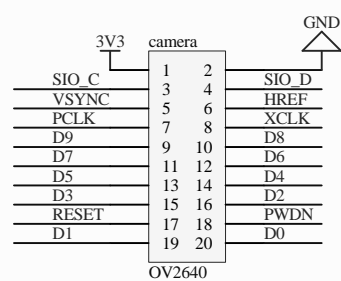 GND
3V3 camera
1 2
SIO_C 3 4 SIO_D
VSYNC 5 6 HREF
PCLK 7 8 XCLK
D9 9 10 D8
D7 11 12 D6
D5 13 14 D4
D3 15 16 D2
RESET 17 18 PWDN
D1 19 20 D0
OV2640